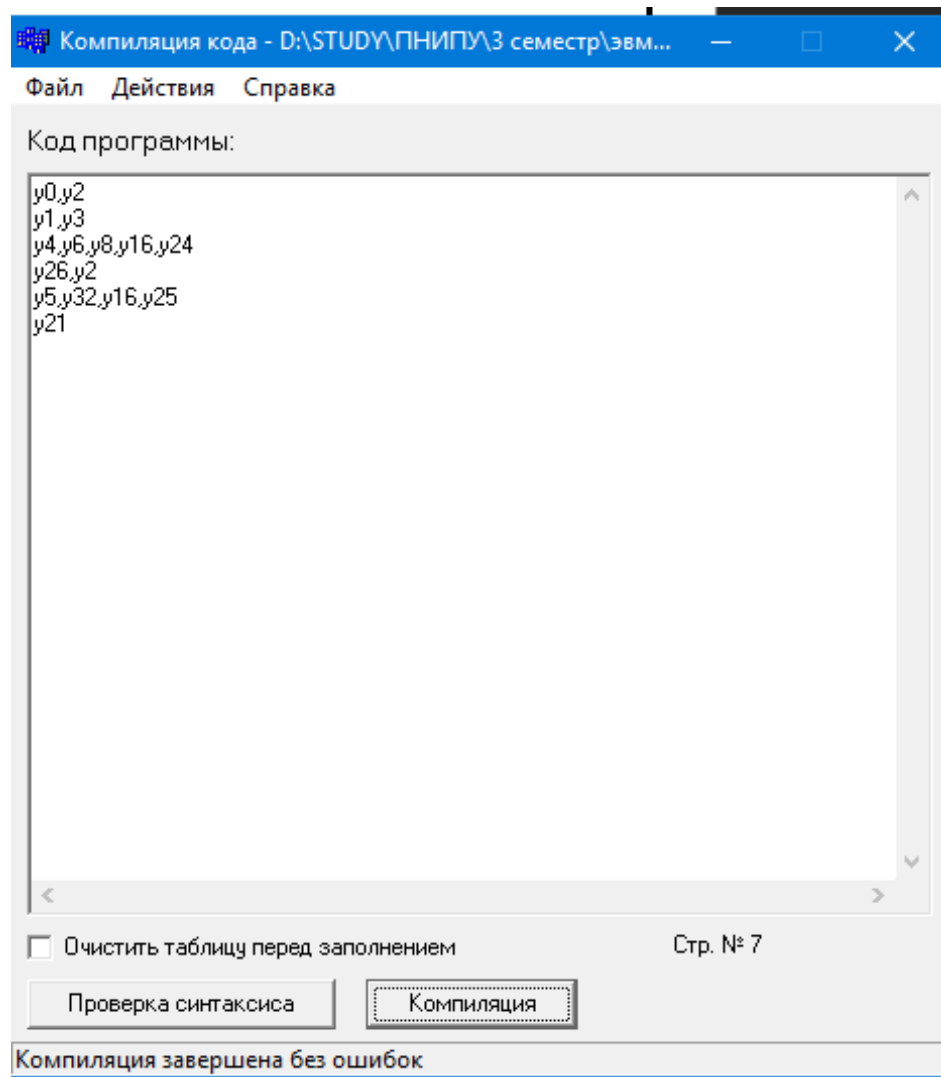 Компиляция кода - D:\STUDY\ПНИПУ\3 семестр\эвм...
Файл Действия Справка
Код программы:
y0,y2
y1,y3
y4,y6,y8,y16,y24
y26,y2
y5,y32,y16,y25
y21
Очистить таблицу перед заполнением Стр. № 7
Проверка синтаксиса Компиляция
Компиляция завершена без ошибок